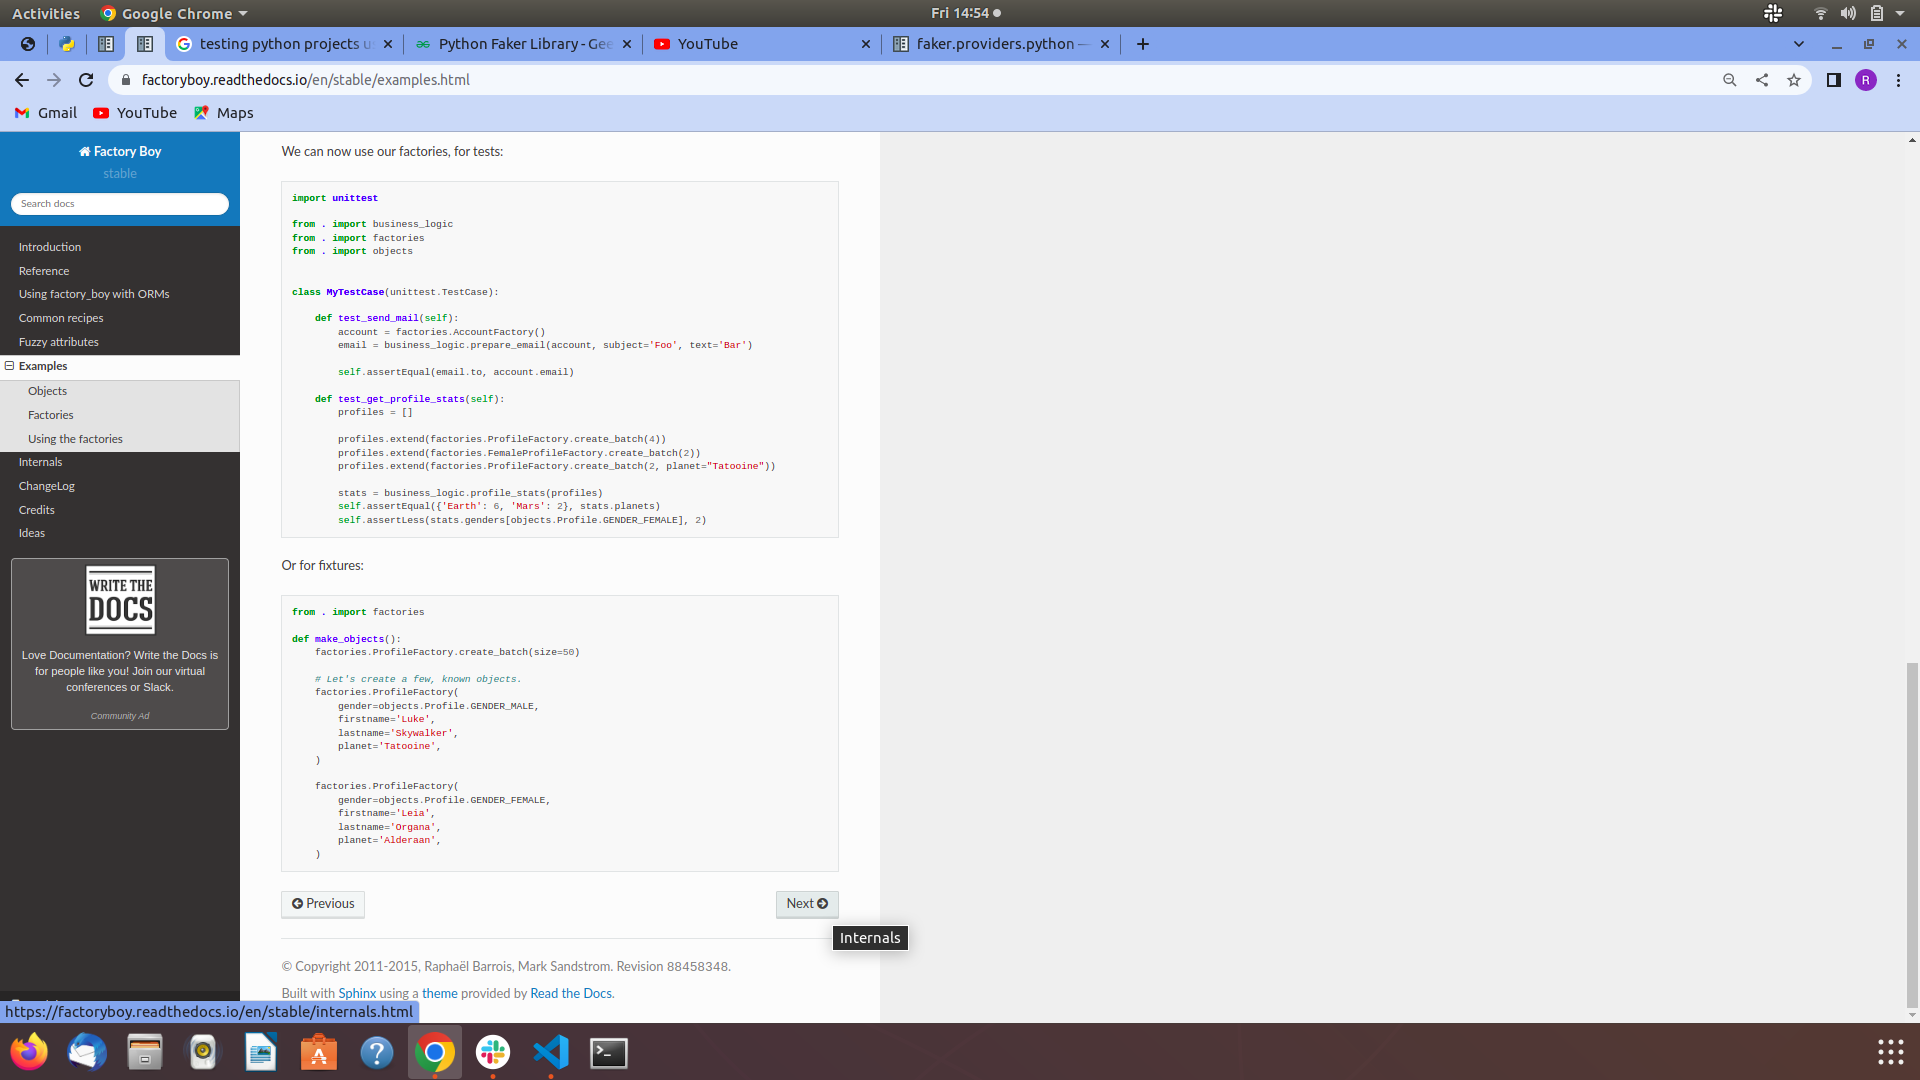 Activities Google Chrome Fri 14:54
testing python projects u Python Faker Library - Gee YouTube faker.providers.python —
factoryboy.readthedocs.io/en/stable/examples.html R
Gmail YouTube Maps
Factory Boy
stable
Search docs
Introduction
Reference
Using factory_boy with ORMs
Common recipes
Fuzzy attributes
Examples
Objects
Factories
Using the factories
Internals
ChangeLog
Credits
Ideas
WRITE THE
DOCS
Love Documentation? Write the Docs is
for people like you! Join our virtual
conferences or Slack.
Community Ad
We can now use our factories, for tests:
import unittest
from . import business_logic
from . import factories
from . import objects
class MyTestCase(unittest.TestCase):
def test_send_mail(self):
account = factories.AccountFactory()
email = business_logic.prepare_email(account, subject='Foo', text='Bar')
self.assertEqual(email.to, account.email)
def test_get_profile_stats(self):
profiles = []
profiles.extend(factories.ProfileFactory.create_batch(4))
profiles.extend(factories.FemaleProfileFactory.create_batch(2))
profiles.extend(factories.ProfileFactory.create_batch(2, planet="Tatooine"))
stats = business_logic.profile_stats(profiles)
self.assertEqual({'Earth': 6, 'Mars': 2}, stats.planets)
self.assertLess(stats.genders[objects.Profile.GENDER_FEMALE], 2)
Or for fixtures:
from . import factories
def make_objects():
factories.ProfileFactory.create_batch(size=50)
# Let's create a few, known objects.
factories.ProfileFactory(
gender=objects.Profile.GENDER_MALE,
firstname='Luke',
lastname='Skywalker',
planet='Tatooine',
)
factories.ProfileFactory(
gender=objects.Profile.GENDER_FEMALE,
firstname='Leia',
lastname='Organa',
planet='Alderaan',
)
Previous Next
Internals
© Copyright 2011-2015, Raphaël Barrois, Mark Sandstrom. Revision 88458348.
Built with Sphinx using a theme provided by Read the Docs.
https://factoryboy.readthedocs.io/en/stable/internals.html